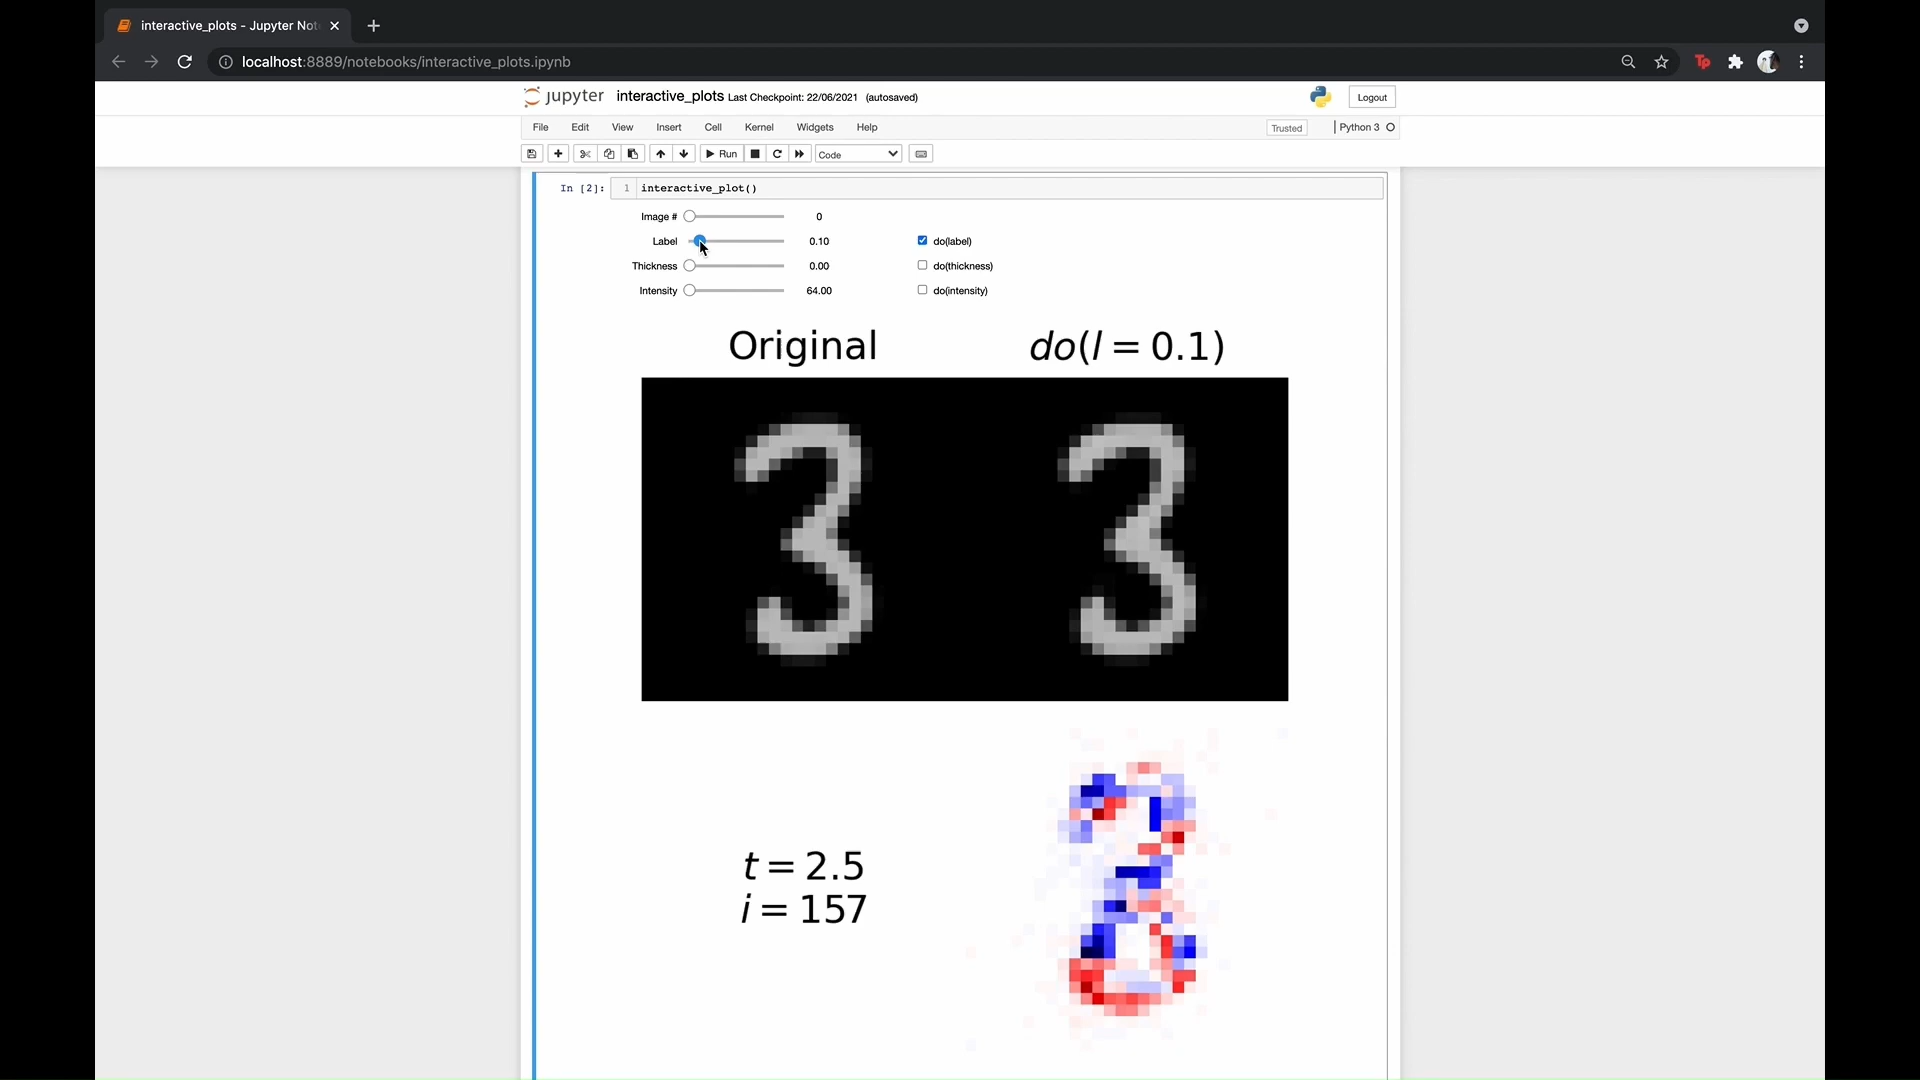 interactive_plots - Jupyter Not
localhost:8889/notebooks/interactive_plots.ipynb
Tp
jupyter interactive_plots Last Checkpoint: 22/06/2021 (autosaved) Logout
File Edit View Insert Cell Kernel Widgets Help Trusted Python 3
Run Code
In [2]: 1 interactive_plot()
Image # 0
Label 0.10 do(label)
Thickness 0.00 do(thickness)
Intensity 64.00 do(intensity)
Original do(l = 0.1)
3 3
t = 2.5
i = 157